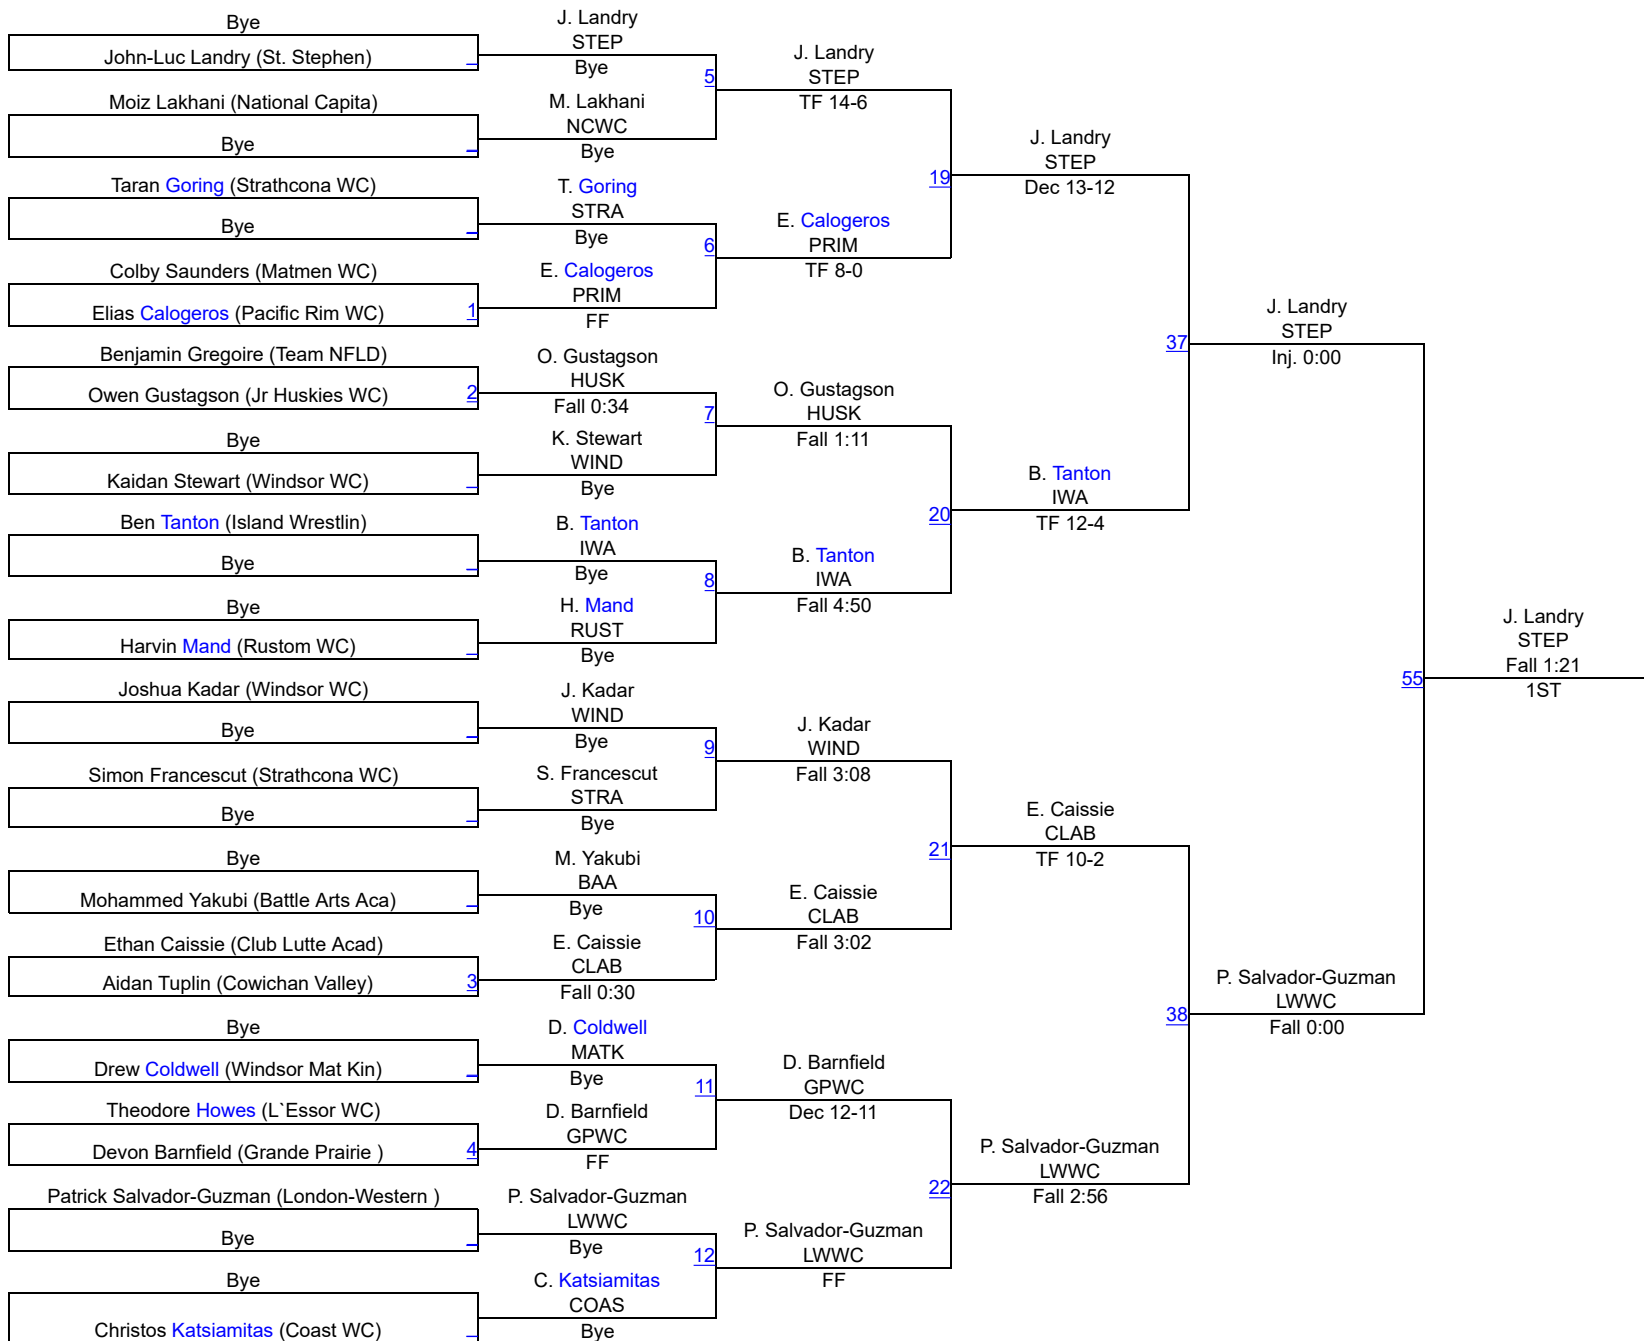 Bye
John-Luc Landry (St. Stephen)
Moiz Lakhani (National Capita)
Bye
Taran Goring (Strathcona WC)
Bye
Colby Saunders (Matmen WC)
Elias Calogeros (Pacific Rim WC)
1
Benjamin Gregoire (Team NFLD)
Owen Gustagson (Jr Huskies WC)
2
Bye
Kaidan Stewart (Windsor WC)
Ben Tanton (Island Wrestlin)
Bye
Bye
Harvin Mand (Rustom WC)
Joshua Kadar (Windsor WC)
Bye
Simon Francescut (Strathcona WC)
Bye
Bye
Mohammed Yakubi (Battle Arts Aca)
Ethan Caissie (Club Lutte Acad)
Aidan Tuplin (Cowichan Valley)
3
Bye
Drew Coldwell (Windsor Mat Kin)
Theodore Howes (L`Essor WC)
Devon Barnfield (Grande Prairie )
4
Patrick Salvador-Guzman (London-Western )
Bye
Bye
Christos Katsiamitas (Coast WC)
J. Landry
STEP
Bye
5
M. Lakhani
NCWC
Bye
T. Goring
STRA
Bye
6
E. Calogeros
PRIM
FF
O. Gustagson
HUSK
Fall 0:34
7
K. Stewart
WIND
Bye
B. Tanton
IWA
Bye
8
H. Mand
RUST
Bye
J. Kadar
WIND
Bye
9
S. Francescut
STRA
Bye
M. Yakubi
BAA
Bye
10
E. Caissie
CLAB
Fall 0:30
D. Coldwell
MATK
Bye
11
D. Barnfield
GPWC
FF
P. Salvador-Guzman
LWWC
Bye
12
C. Katsiamitas
COAS
Bye
J. Landry
STEP
TF 14-6
19
E. Calogeros
PRIM
TF 8-0
O. Gustagson
HUSK
Fall 1:11
20
B. Tanton
IWA
Fall 4:50
J. Kadar
WIND
Fall 3:08
21
E. Caissie
CLAB
Fall 3:02
D. Barnfield
GPWC
Dec 12-11
22
P. Salvador-Guzman
LWWC
FF
J. Landry
STEP
Dec 13-12
37
B. Tanton
IWA
TF 12-4
E. Caissie
CLAB
TF 10-2
38
P. Salvador-Guzman
LWWC
Fall 2:56
J. Landry
STEP
Inj. 0:00
55
P. Salvador-Guzman
LWWC
Fall 0:00
J. Landry
STEP
Fall 1:21
1ST